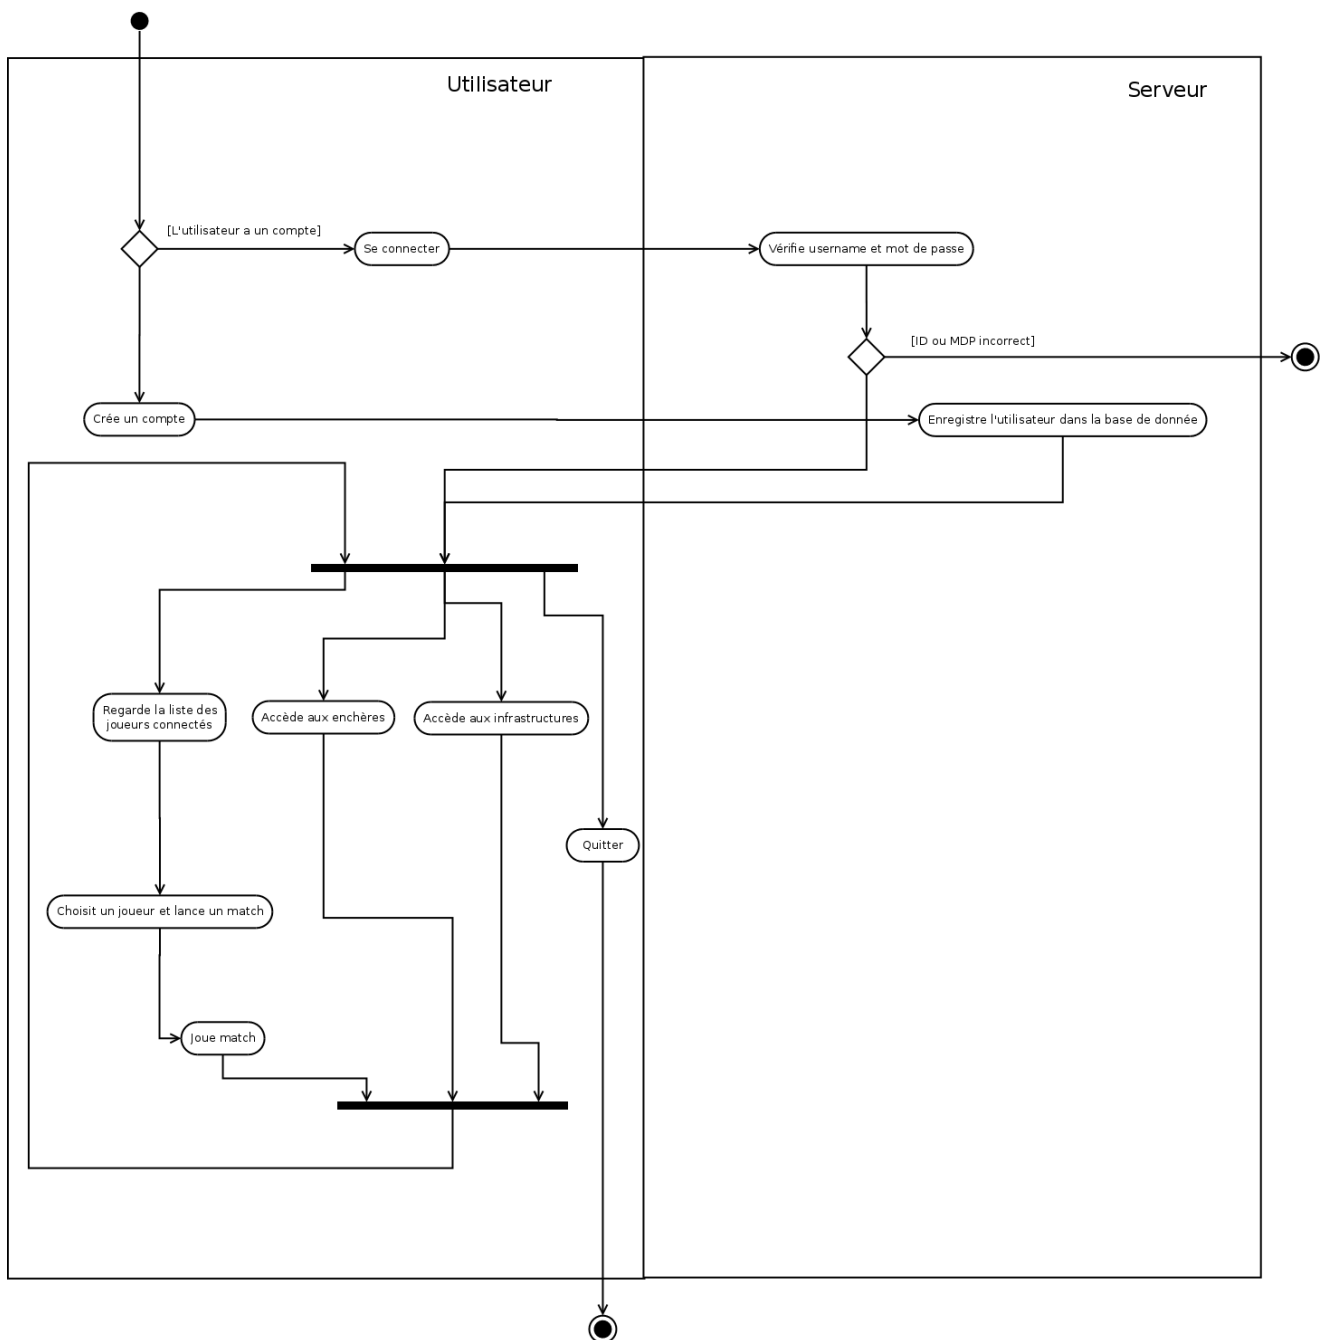 Utilisateur
Serveur
[L'utilisateur a un compte]
Se connecter
Vérifie username et mot de passe
[ID ou MDP incorrect]
Crée un compte
Enregistre l'utilisateur dans la base de donnée
Regarde la liste des
joueurs connectés
Accède aux enchères
Accède aux infrastructures
Quitter
Choisit un joueur et lance un match
Joue match